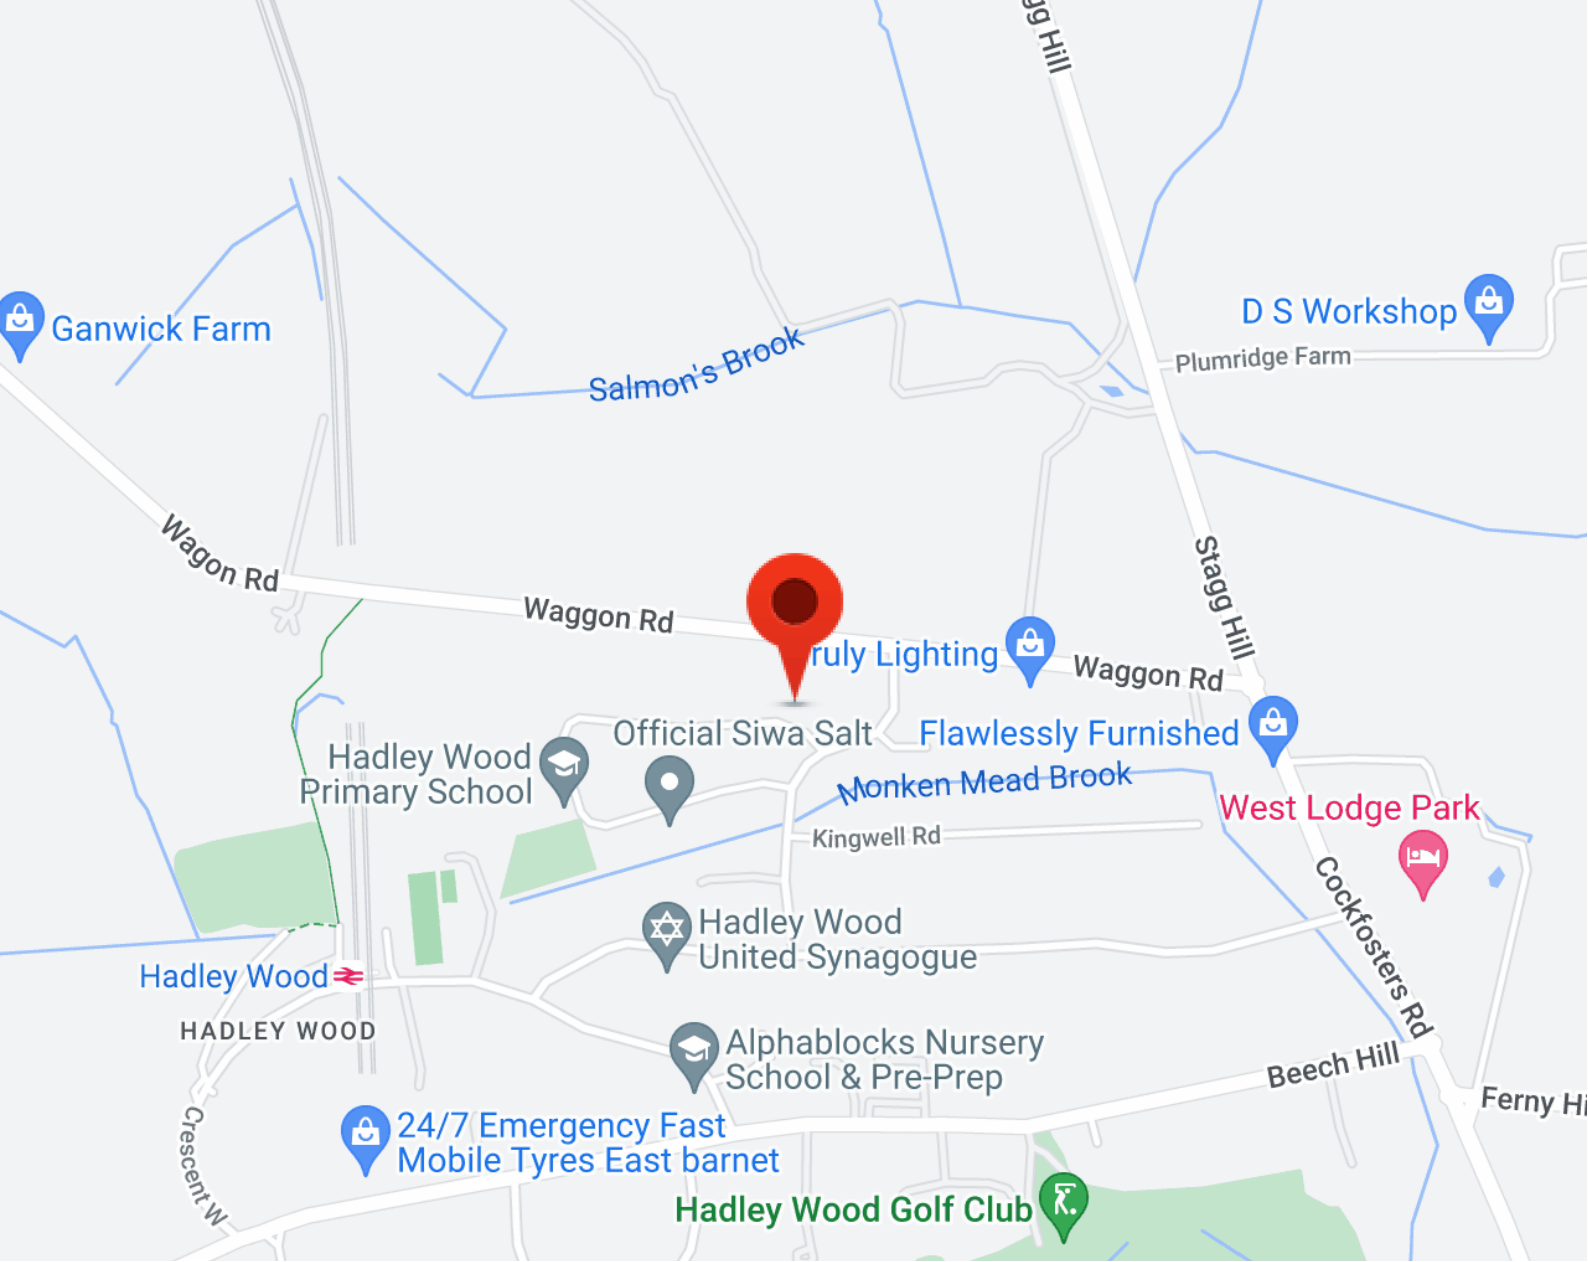 gg Hill
Ganwick Farm
D S Workshop
Plumridge Farm
Salmon's Brook
Wagon Rd
Stagg Hill
Waggon Rd
ruly Lighting
Waggon Rd
Official Siwa Salt
Flawlessly Furnished
Hadley Wood
Primary School
Monken Mead Brook
West Lodge Park
Kingwell Rd
Cockfosters Rd
Hadley Wood
United Synagogue
Hadley Wood
HADLEY WOOD
Alphablocks Nursery
School & Pre-Prep
Beech Hill
Ferny Hi
Crescent W
24/7 Emergency Fast
Mobile Tyres East barnet
Hadley Wood Golf Club